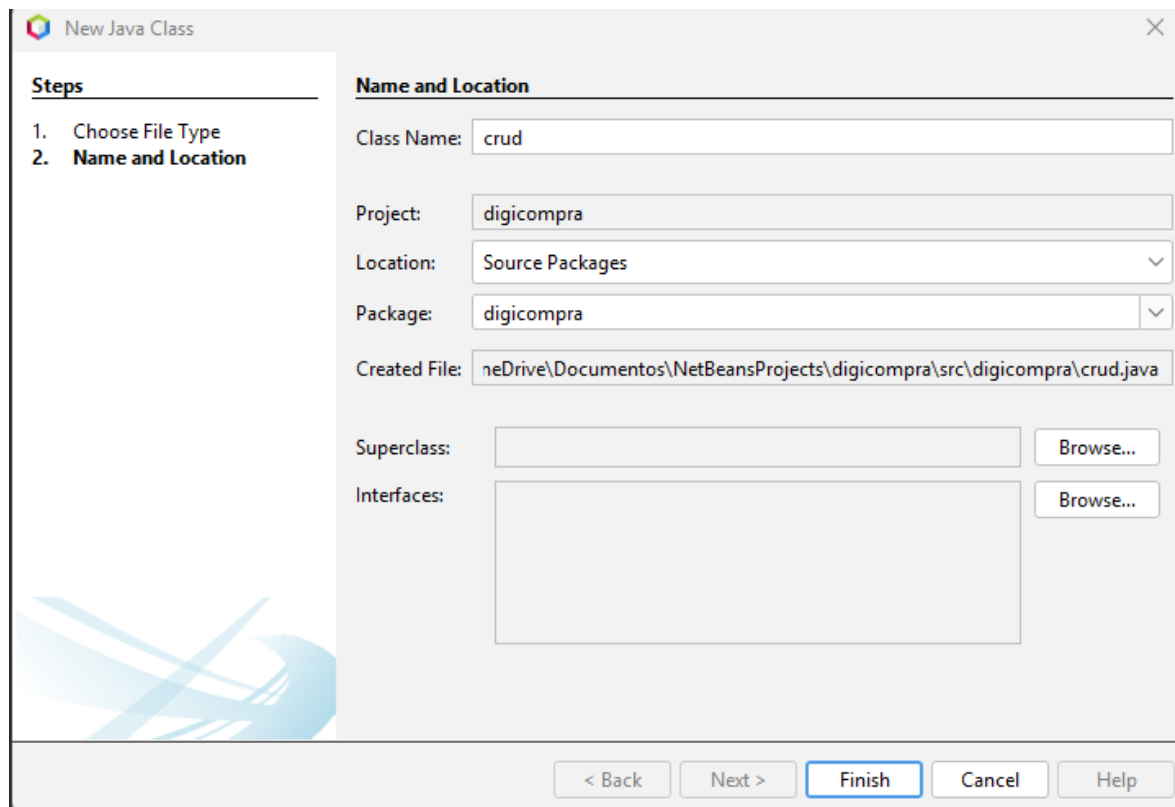 New Java Class
Steps
1. Choose File Type
2. Name and Location
Name and Location
Class Name: crud
Project: digicompra
Location: Source Packages
Package: digicompra
Created File: neDrive\Documentos\NetBeansProjects\digicompra\src\digicompra\crud.java
Superclass: Browse...
Interfaces: Browse...
< Back Next > Finish Cancel Help